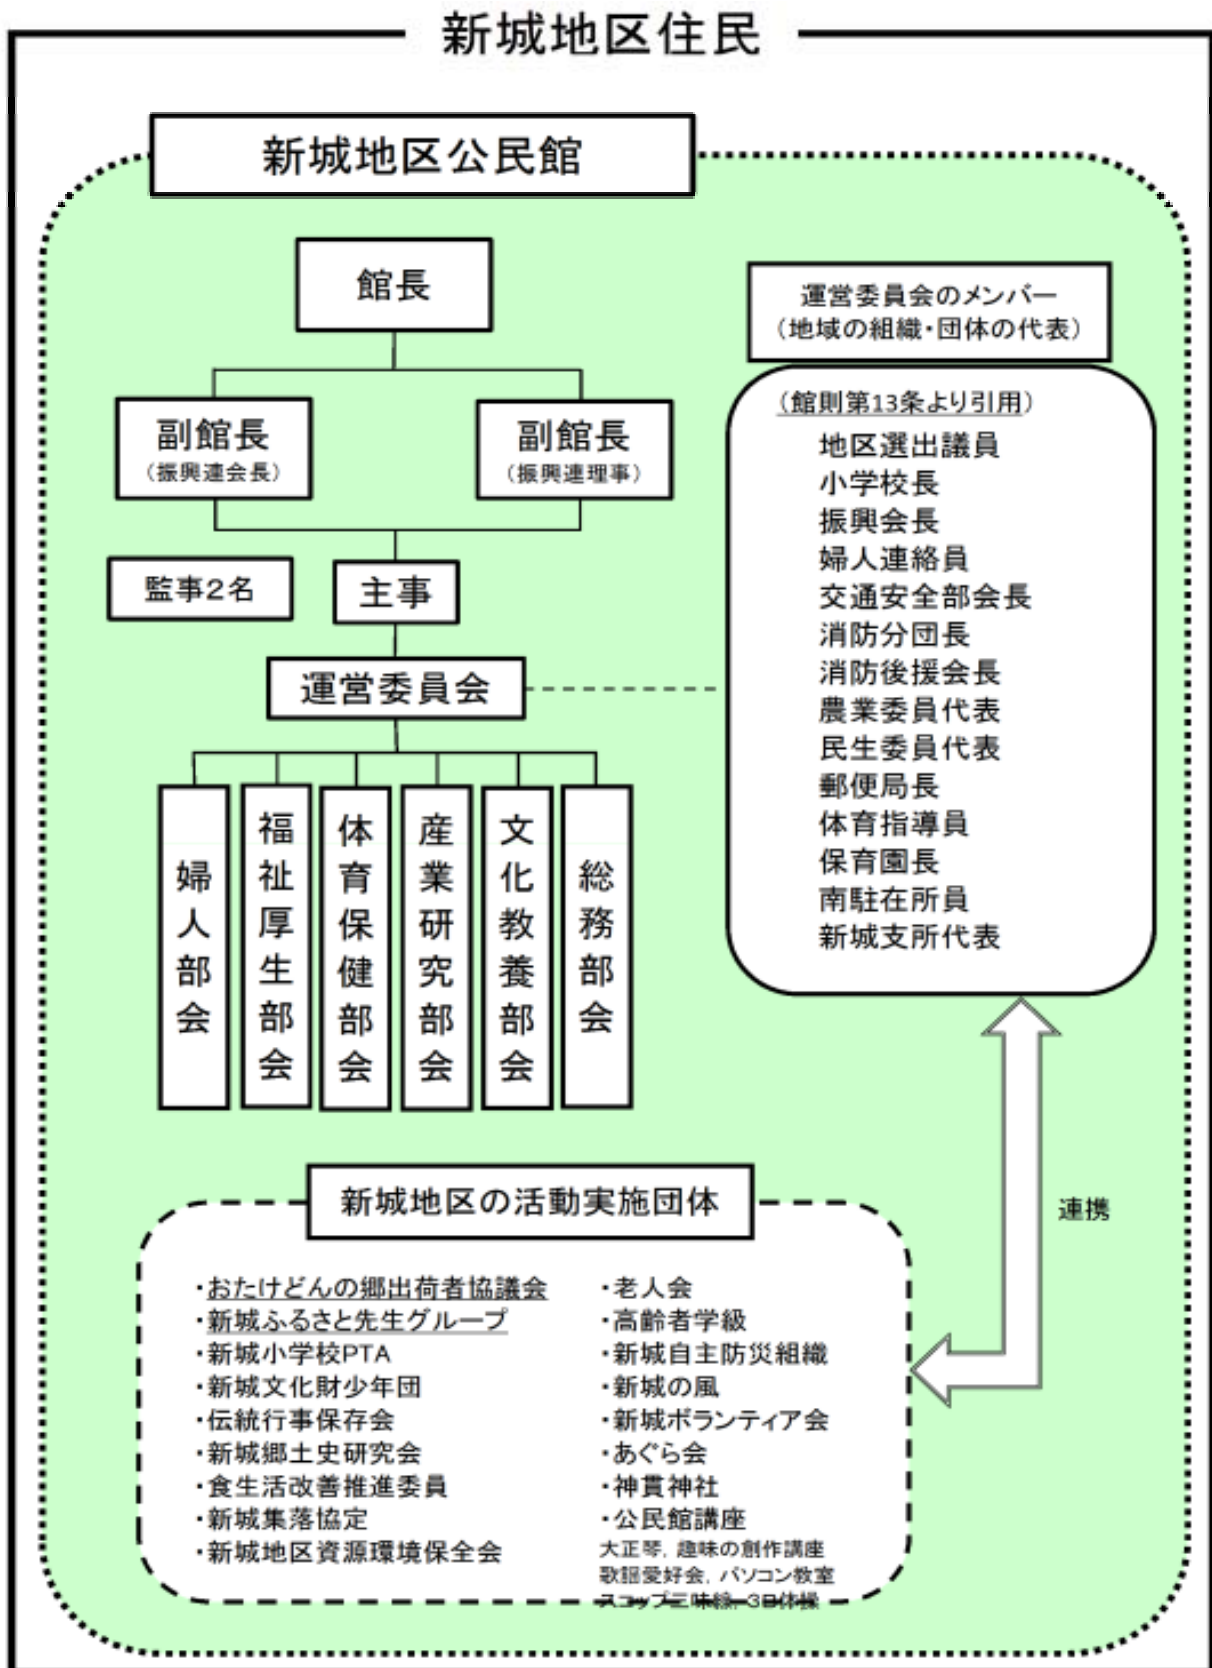 新城地区住民
新城地区公民館
館長
副館長
(振興連会長)
副館長
(振興連理事)
監事2名
主事
運営委員会
婦人部会
福祉厚生部会
体育保健部会
産業研究部会
文化教養部会
総務部会
運営委員会のメンバー
(地域の組織・団体の代表)
(館則第13条より引用)
地区選出議員
小学校長
振興会長
婦人連絡員
交通安全部会長
消防分団長
消防後援会長
農業委員代表
民生委員代表
郵便局長
体育指導員
保育園長
南駐在所員
新城支所代表
連携
新城地区の活動実施団体
・おたけどんの郷出荷者協議会
・新城ふるさと先生グループ
・新城小学校PTA
・新城文化財少年団
・伝統行事保存会
・新城郷土史研究会
・食生活改善推進委員
・新城集落協定
・新城地区資源環境保全会
・老人会
・高齢者学級
・新城自主防災組織
・新城の風
・新城ボランティア会
・あぐら会
・神貫神社
・公民館講座
大正琴, 趣味の創作講座
歌謡愛好会, パソコン教室
スコップ三味線, 3B体操